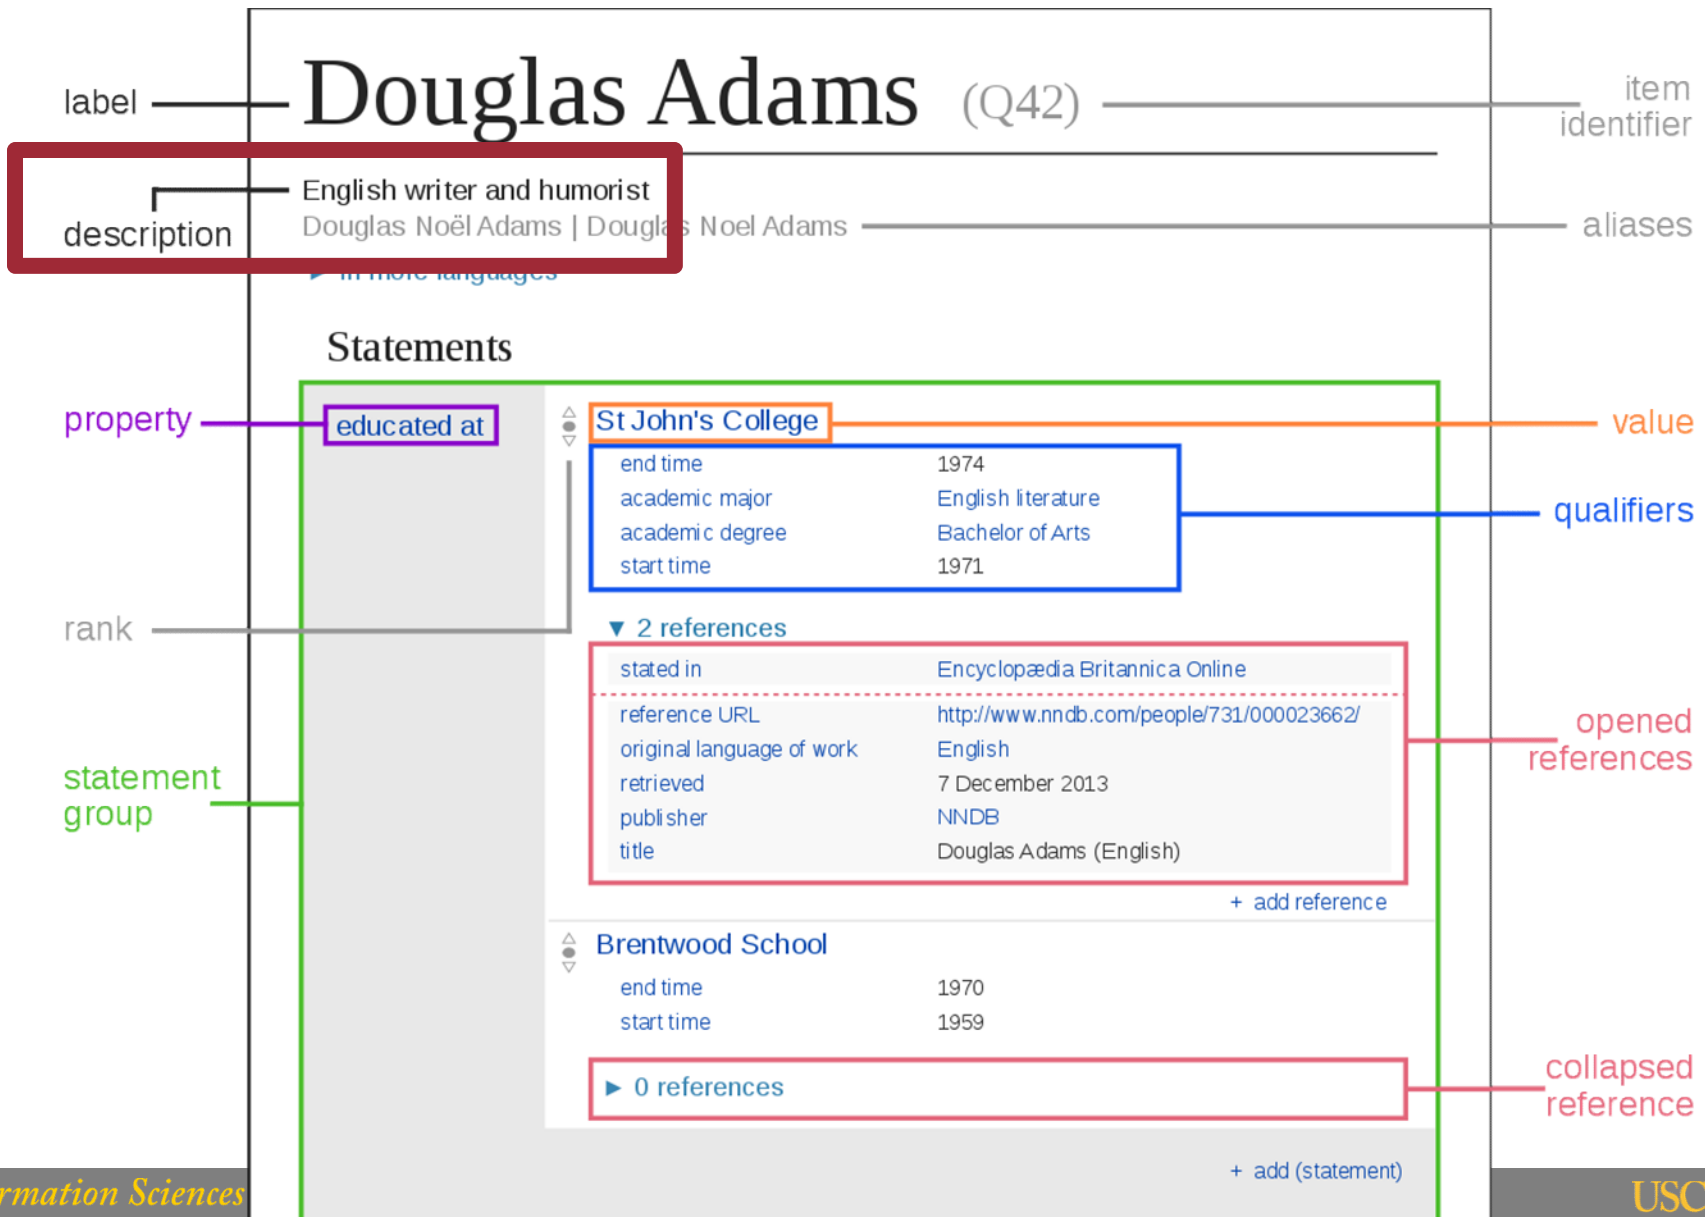 label
Douglas Adams (Q42)
item
identifier
description
English writer and humorist
Douglas Noël Adams | Douglas Noel Adams
aliases
in more languages
Statements
property
educated at
St John's College
value
end time 1974
academic major English literature
academic degree Bachelor of Arts
start time 1971
qualifiers
rank
2 references
stated in Encyclopædia Britannica Online
reference URL http://www.nndb.com/people/731/000023662/
original language of work English
retrieved 7 December 2013
publisher NNDB
title Douglas Adams (English)
opened
references
statement
group
+ add reference
Brentwood School
end time 1970
start time 1959
0 references
collapsed
reference
+ add (statement)
rmation Sciences
USC